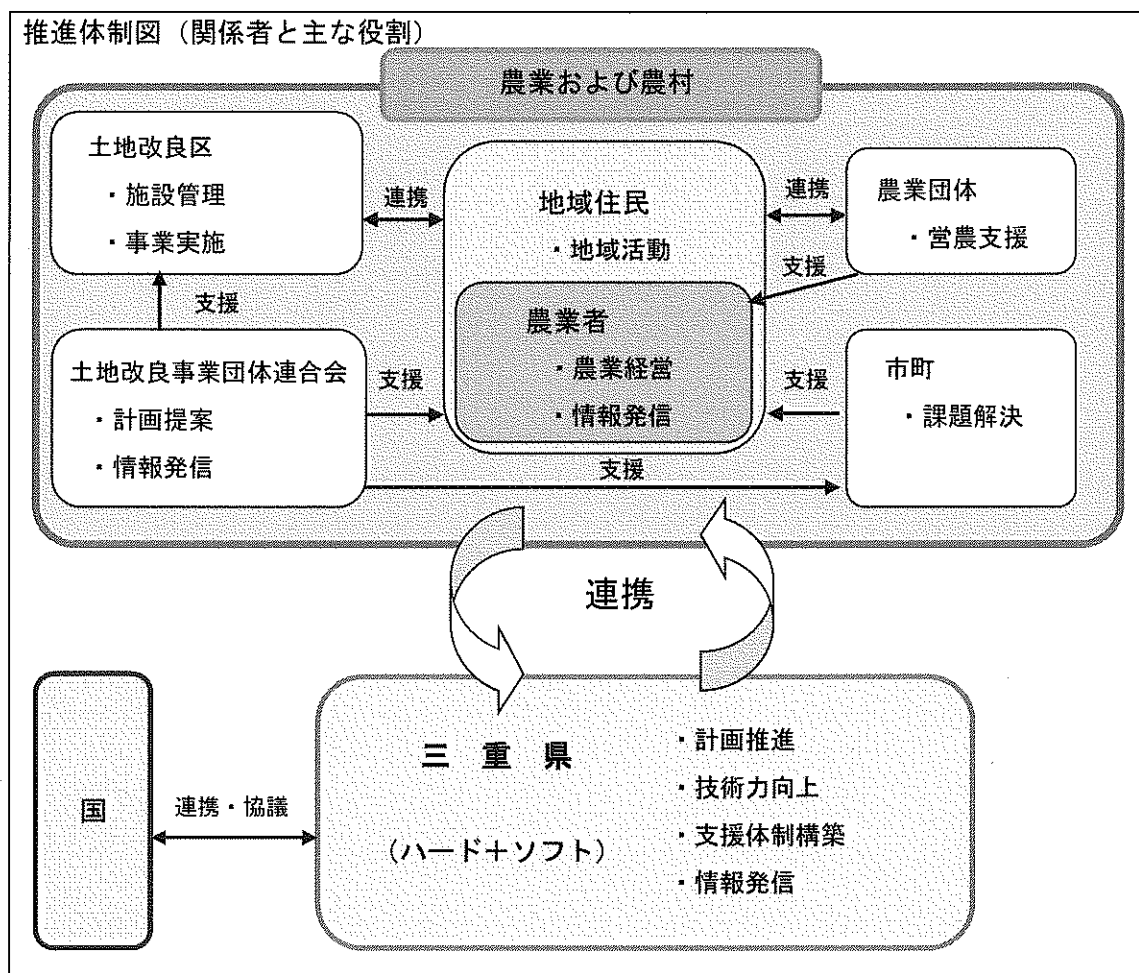 推進体制図（関係者と主な役割）
農業および農村
土地改良区
・施設管理
・事業実施
連携
地域住民
・地域活動
連携
農業団体
・営農支援
支援
支援
農業者
・農業経営
・情報発信
土地改良事業団体連合会
・計画提案
・情報発信
支援
支援
市町
・課題解決
支援
連携
国
連携・協議
三 重 県
（ハード＋ソフト）
・計画推進
・技術力向上
・支援体制構築
・情報発信